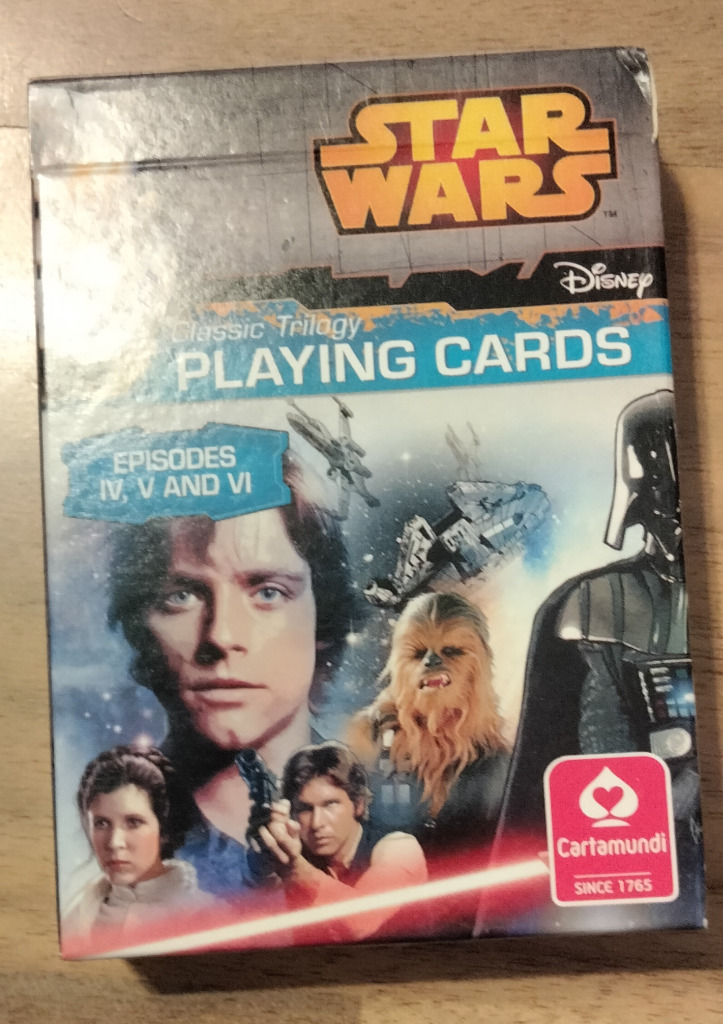 STAR
WARS
TM
Disney
Classic Trilogy
PLAYING CARDS
EPISODES
IV, V AND VI
Cartamundi
SINCE 1765